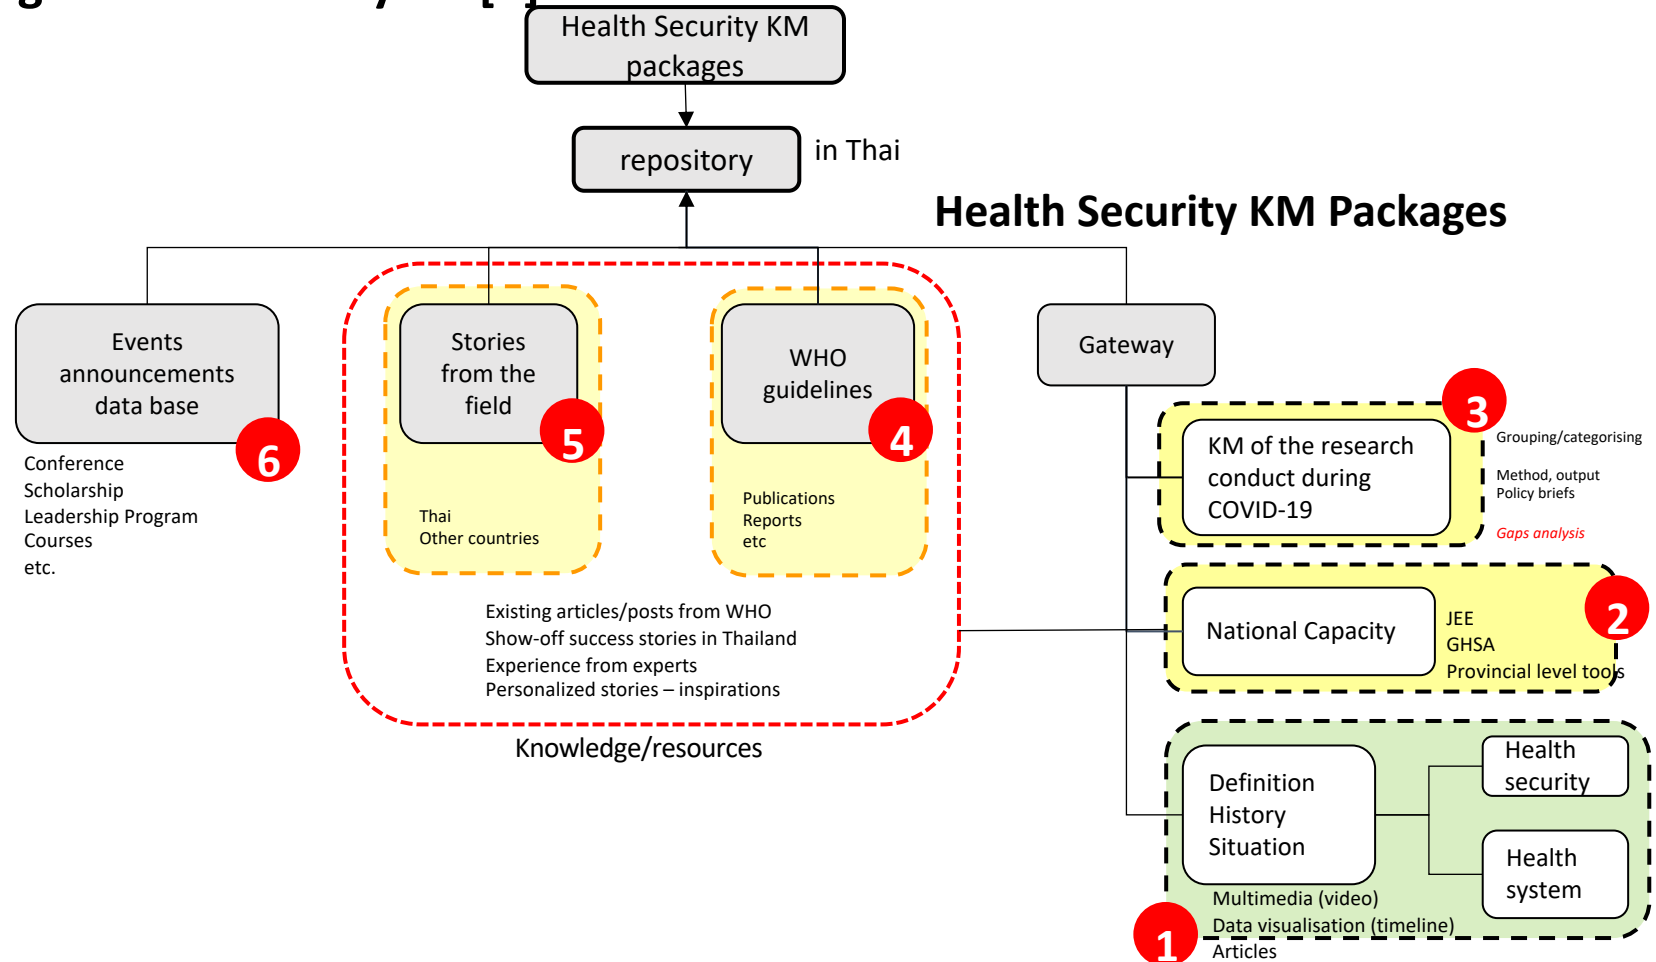 Health Security KM
packages
repository
in Thai
Health Security KM Packages
Events
announcements
data base
6
Conference
Scholarship
Leadership Program
Courses
etc.
Stories
from the
field
5
Thai
Other countries
WHO
guidelines
4
Publications
Reports
etc
Existing articles/posts from WHO
Show-off success stories in Thailand
Experience from experts
Personalized stories – inspirations
Knowledge/resources
Gateway
3
KM of the research
conduct during
COVID-19
Grouping/categorising
Method, output
Policy briefs
Gaps analysis
2
National Capacity
JEE
GHSA
Provincial level tools
Definition
History
Situation
Health
security
Health
system
1
Multimedia (video)
Data visualisation (timeline)
Articles